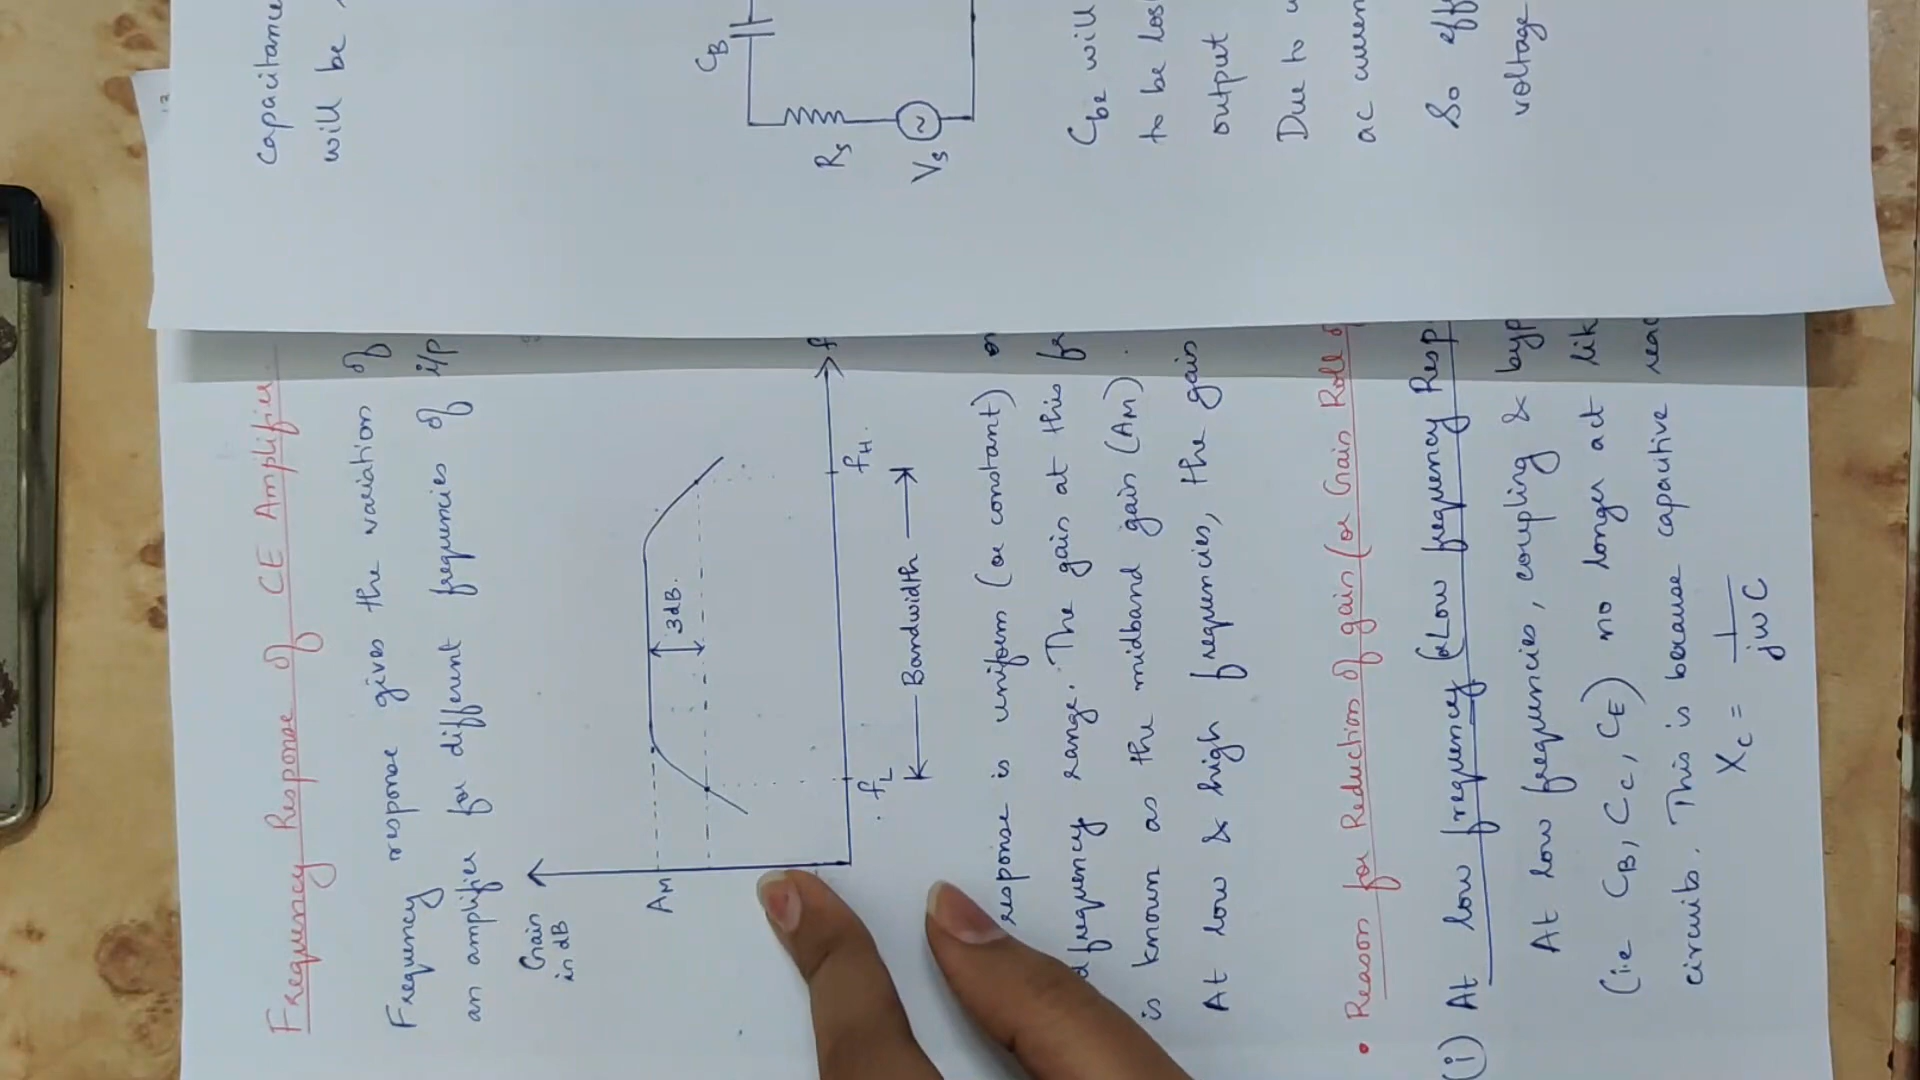 Frequency Response of CE Amplifier.
Frequency response gives the variation of
an amplifier for different frequencies of i/p
Gain
in dB
AM
3dB.
fL
fH.
f
Bandwidth
response is uniform (or constant)
frequency range. The gain at this
is known as the midband gain (AM).
At low & high frequencies, the gain
• Reason for Reduction of gain (or Gain Roll
(i) At low frequency (Low frequency Resp
At low frequencies, coupling & byp
(ie CB, CC, CE) no longer act lik
circuits. This is because capacitive reac
Xc = 1/jωC
capacitance
will be
CB
RS
VS
Cbe will
to be los
output
Due to
ac curren
So eff
voltage